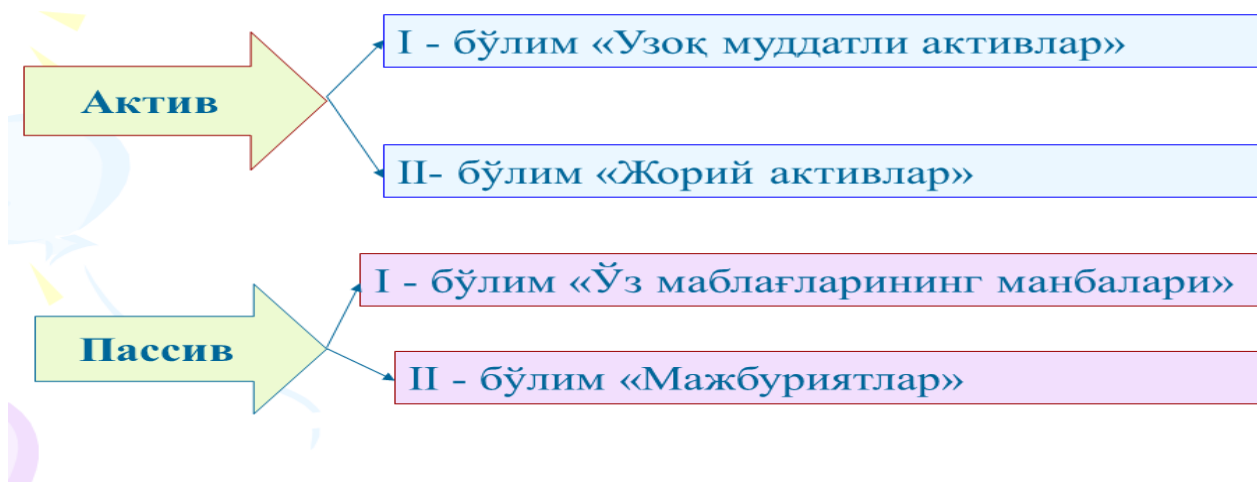 Актив
I - бўлим «Узоқ муддатли активлар»
II- бўлим «Жорий активлар»
Пассив
I - бўлим «Ўз маблағларининг манбалари»
II - бўлим «Мажбуриятлар»